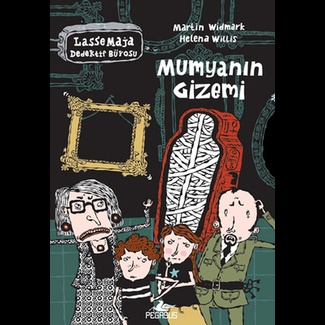 LasseMaja
Dedektif Bürosu
Martin Widmark
Helena Willis
Mumyanın
Gizemi
PEGASUS